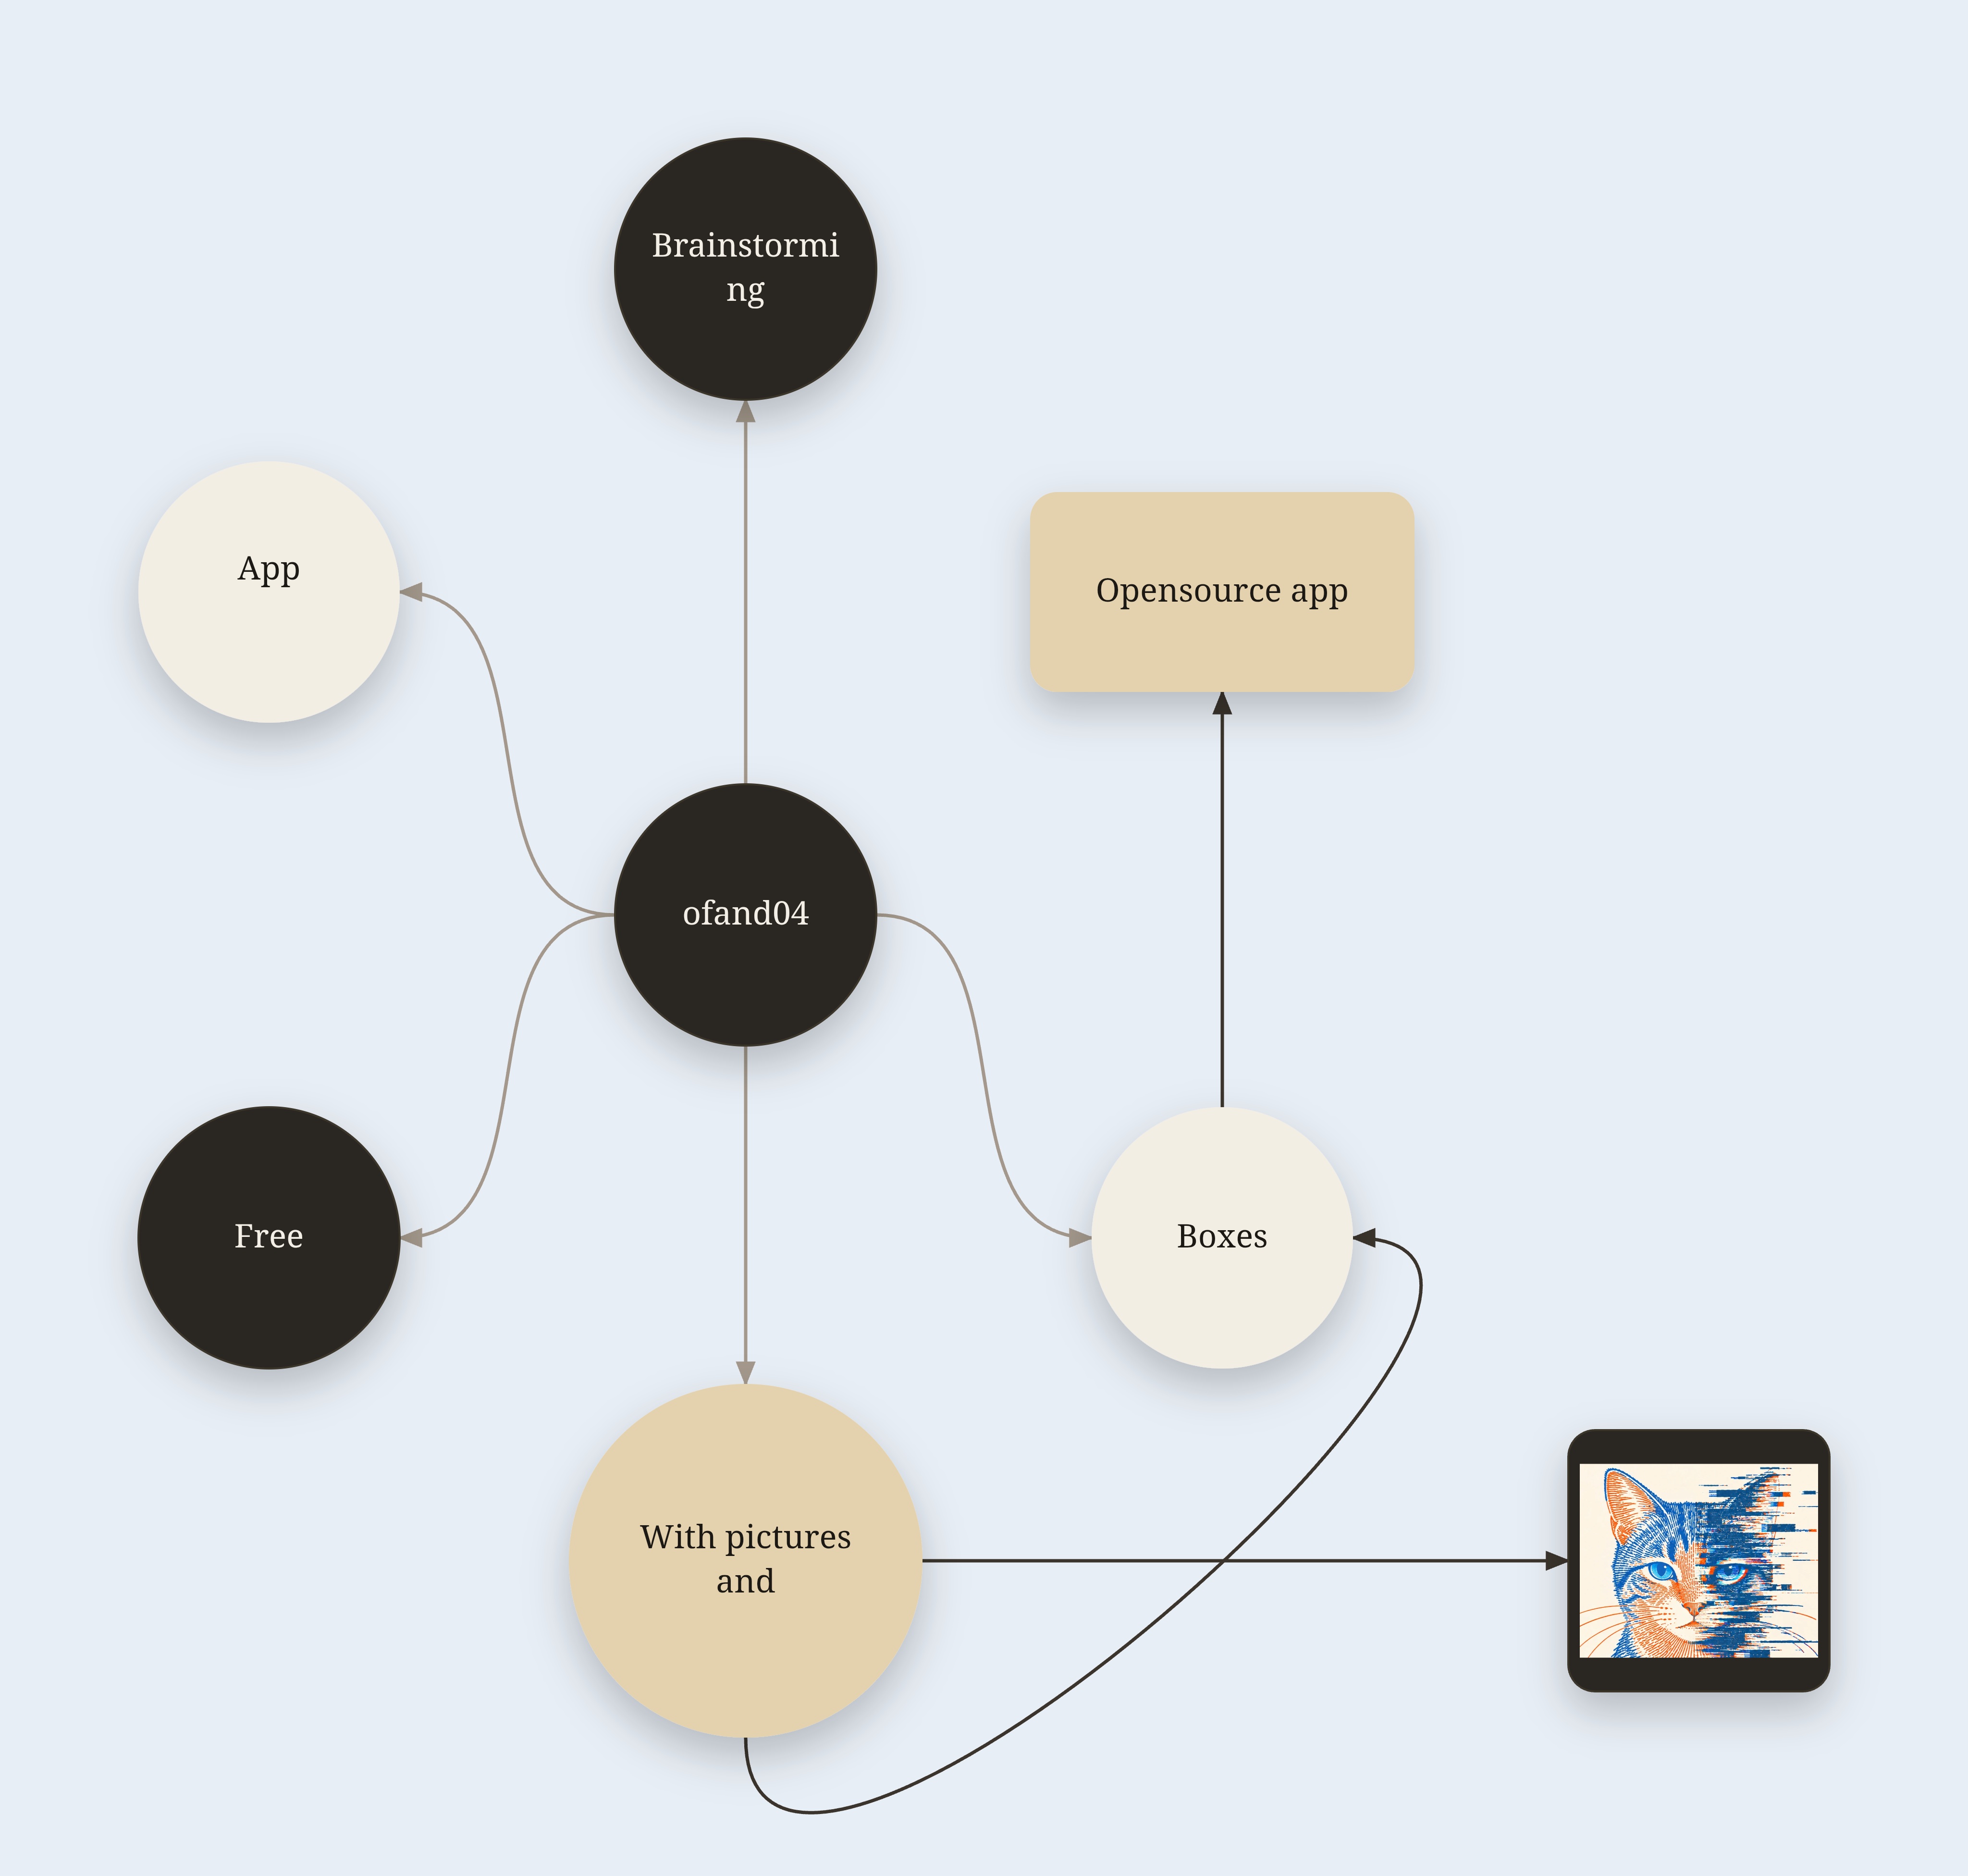 Brainstormi
ng
App
Opensource app
ofand04
Free
Boxes
With pictures
and